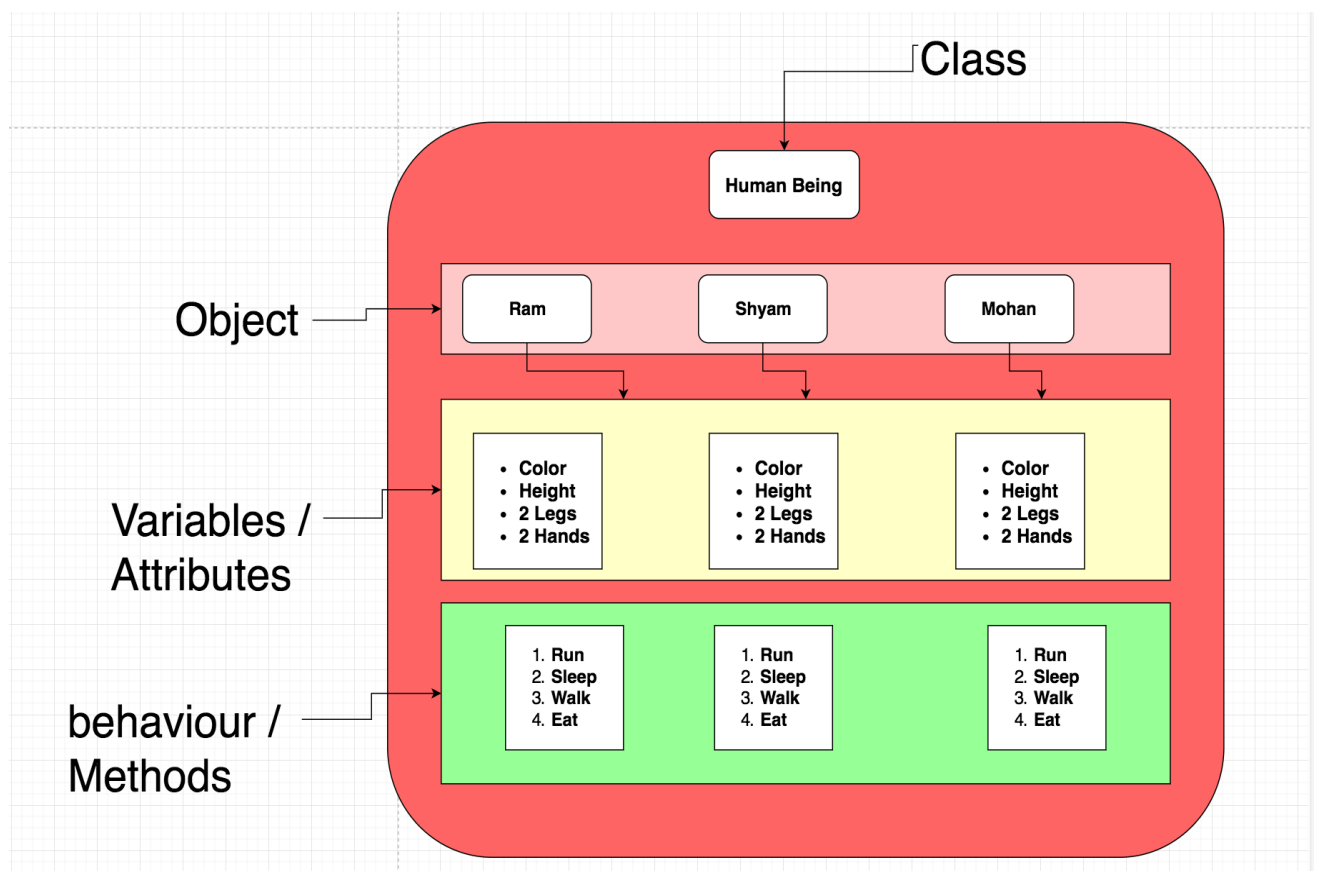 Class
Human Being
Object
Ram
Shyam
Mohan
Variables /
Attributes
• Color
• Height
• 2 Legs
• 2 Hands
• Color
• Height
• 2 Legs
• 2 Hands
• Color
• Height
• 2 Legs
• 2 Hands
behaviour /
Methods
1. Run
2. Sleep
3. Walk
4. Eat
1. Run
2. Sleep
3. Walk
4. Eat
1. Run
2. Sleep
3. Walk
4. Eat